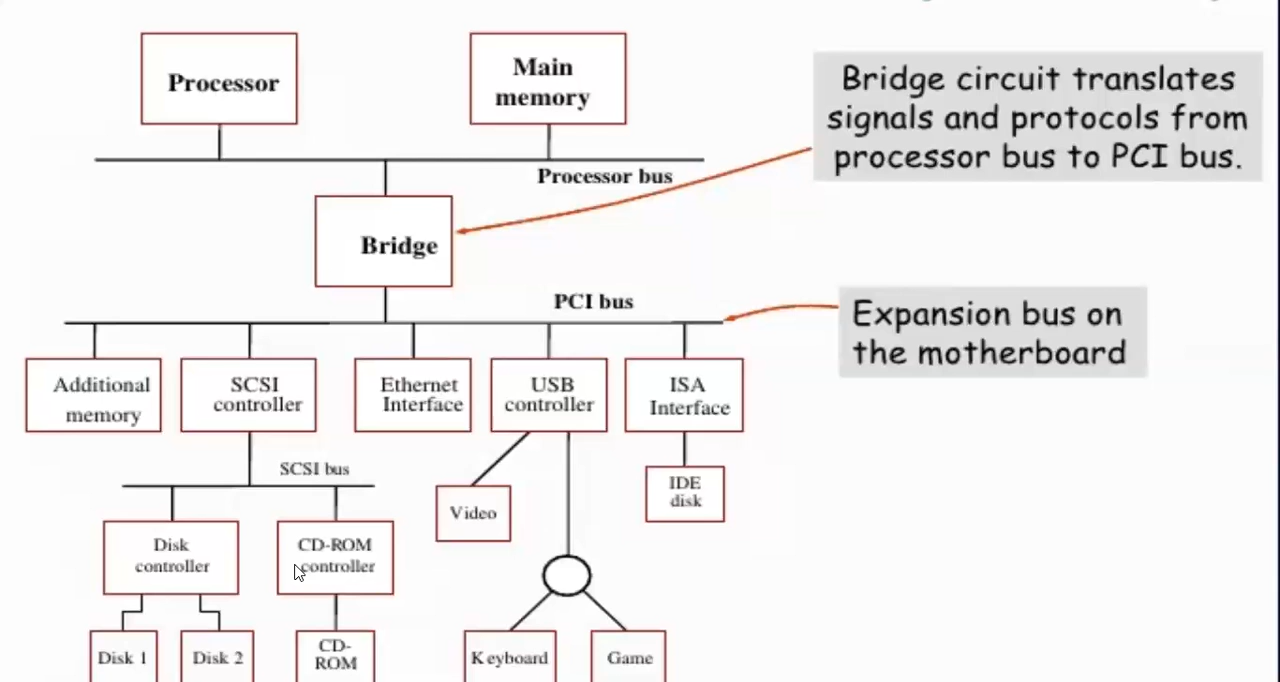 Processor
Main
memory
Bridge circuit translates
signals and protocols from
processor bus to PCI bus.
Processor bus
Bridge
PCI bus
Expansion bus on
the motherboard
Additional
memory
SCSI
controller
Ethernet
Interface
USB
controller
ISA
Interface
SCSI bus
IDE
disk
Video
Disk
controller
CD-ROM
controller
Disk 1
Disk 2
CD-
ROM
Keyboard
Game